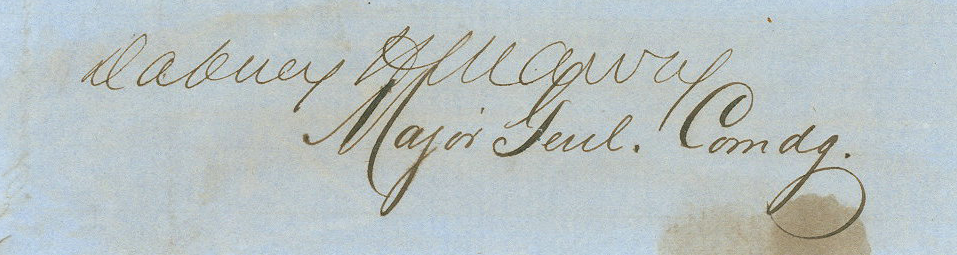 Dabney H Maury
Major Genl. Comdg.